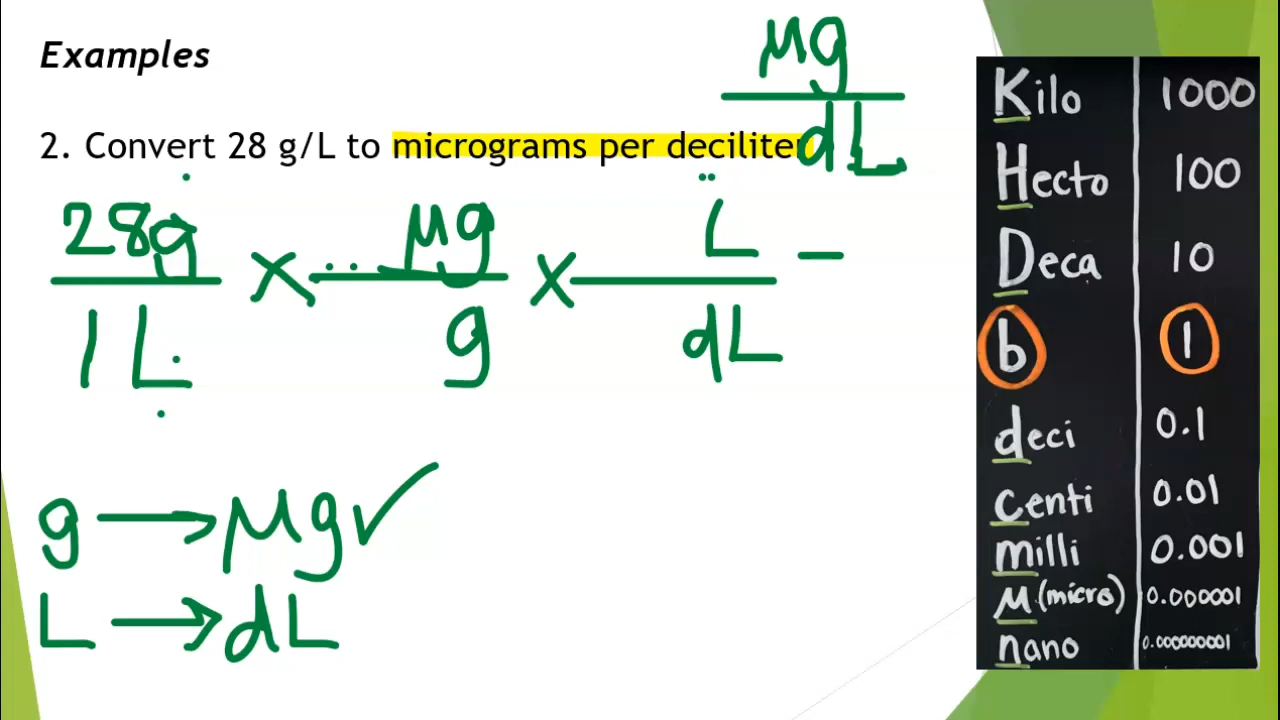 Examples
μg
dL
2. Convert 28 g/L to micrograms per deciliter
28g × μg × L =
1L g dL
g → μg✓
L → dL
Kilo 1000
Hecto 100
Deca 10
b 1
deci 0.1
centi 0.01
milli 0.001
μ (micro) 0.000001
nano 0.000000001